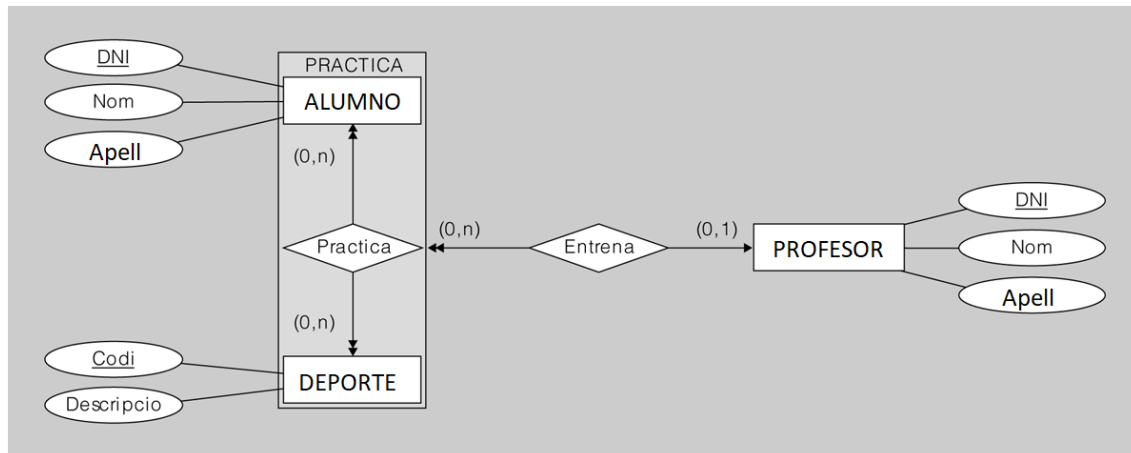 DNI
Nom
Apell
PRACTICA
ALUMNO
(0,n)
Practica
(0,n)
Codi
Descripcio
DEPORTE
(0,n)
Entrena
(0,1)
PROFESOR
DNI
Nom
Apell